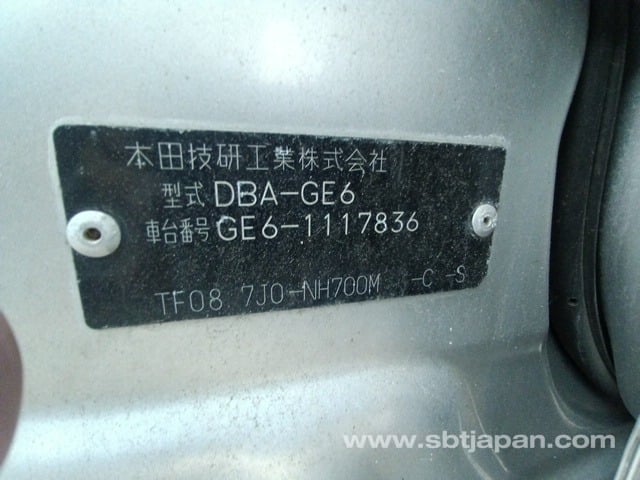 本田技研工業株式会社
型式 DBA-GE6
車台番号 GE6-1117836
TF08 7J0-NH700M -C -S
www.sbtjapan.com